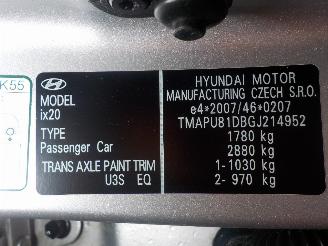 K55
HYUNDAI
MODEL
ix20
TYPE
Passenger Car
TRANS AXLE PAINT TRIM
U3S EQ
HYUNDAI MOTOR
MANUFACTURING CZECH S.R.O.
e4*2007/46*0207
TMAPU81DBGJ214952
1780 kg
2880 kg
1- 1030 kg
2- 970 kg